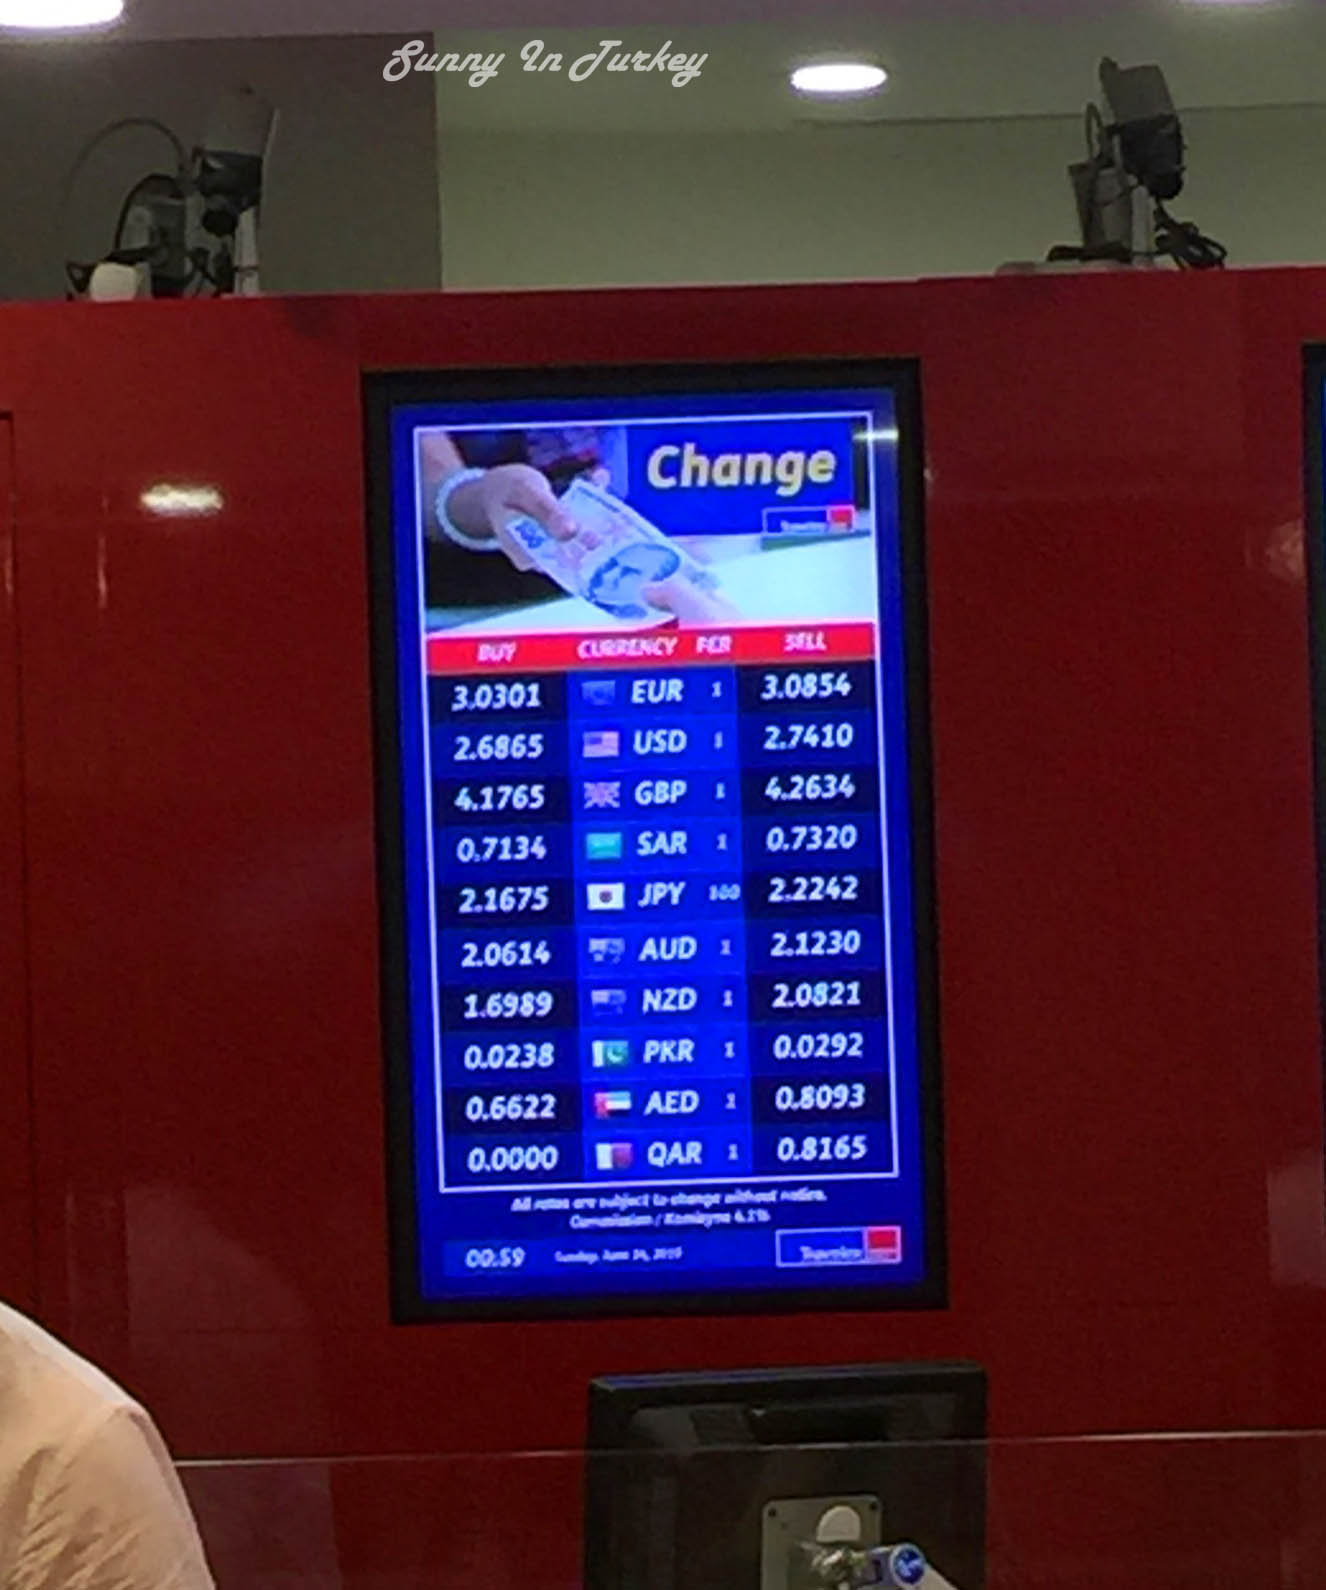 Sunny In Turkey
Change
BUY CURRENCY PER SELL
3.0301 EUR 1 3.0854
2.6865 USD 1 2.7410
4.1765 GBP 1 4.2634
0.7134 SAR 1 0.7320
2.1675 JPY 100 2.2242
2.0614 AUD 1 2.1230
1.6989 NZD 1 2.0821
0.0238 PKR 1 0.0292
0.6622 AED 1 0.8093
0.0000 QAR 1 0.8165
All rates are subject to change without notice.
Commission /
00:59 Sunday, June
Travelex